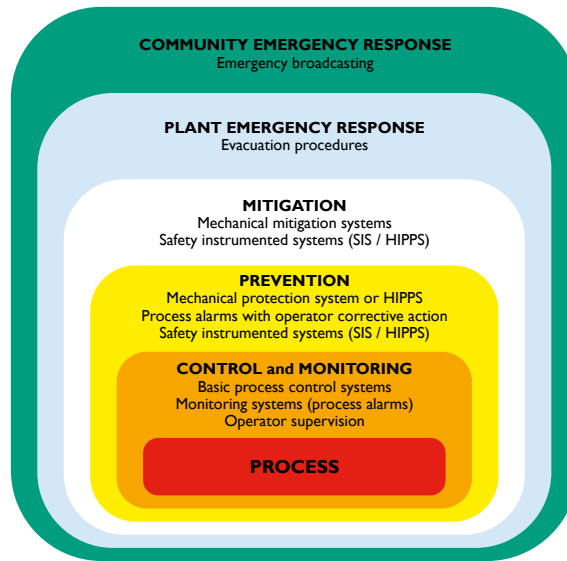 COMMUNITY EMERGENCY RESPONSE
Emergency broadcasting
PLANT EMERGENCY RESPONSE
Evacuation procedures
MITIGATION
Mechanical mitigation systems
Safety instrumented systems (SIS / HIPPS)
PREVENTION
Mechanical protection system or HIPPS
Process alarms with operator corrective action
Safety instrumented systems (SIS / HIPPS)
CONTROL and MONITORING
Basic process control systems
Monitoring systems (process alarms)
Operator supervision
PROCESS